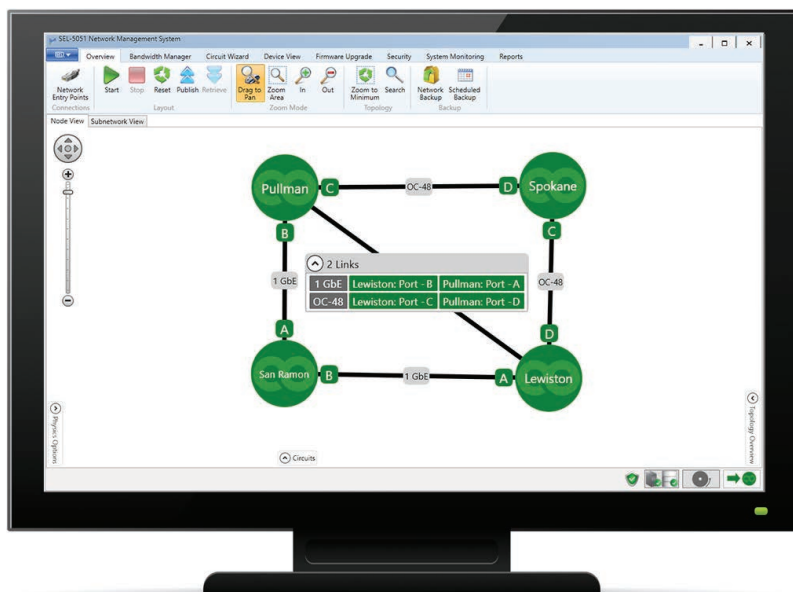 SEL-5051 Network Management System
Overview Bandwidth Manager Circuit Wizard Device View Firmware Upgrade Security System Monitoring Reports
Network Entry Points Start Stop Reset Publish Retrieve Drag to Pan Zoom Area In Out Zoom to Minimum Search Network Backup Scheduled Backup
Connections Layout Zoom Mode Topology Backup
Node View Subnetwork View
Pullman C OC-48 D Spokane
B C
2 Links
1 GbE Lewiston: Port - B Pullman: Port - A
OC-48 Lewiston: Port - C Pullman: Port - D
1 GbE OC-48
A D
San Ramon B 1 GbE A Lewiston
Physics Options
Topology Overview
Circuits